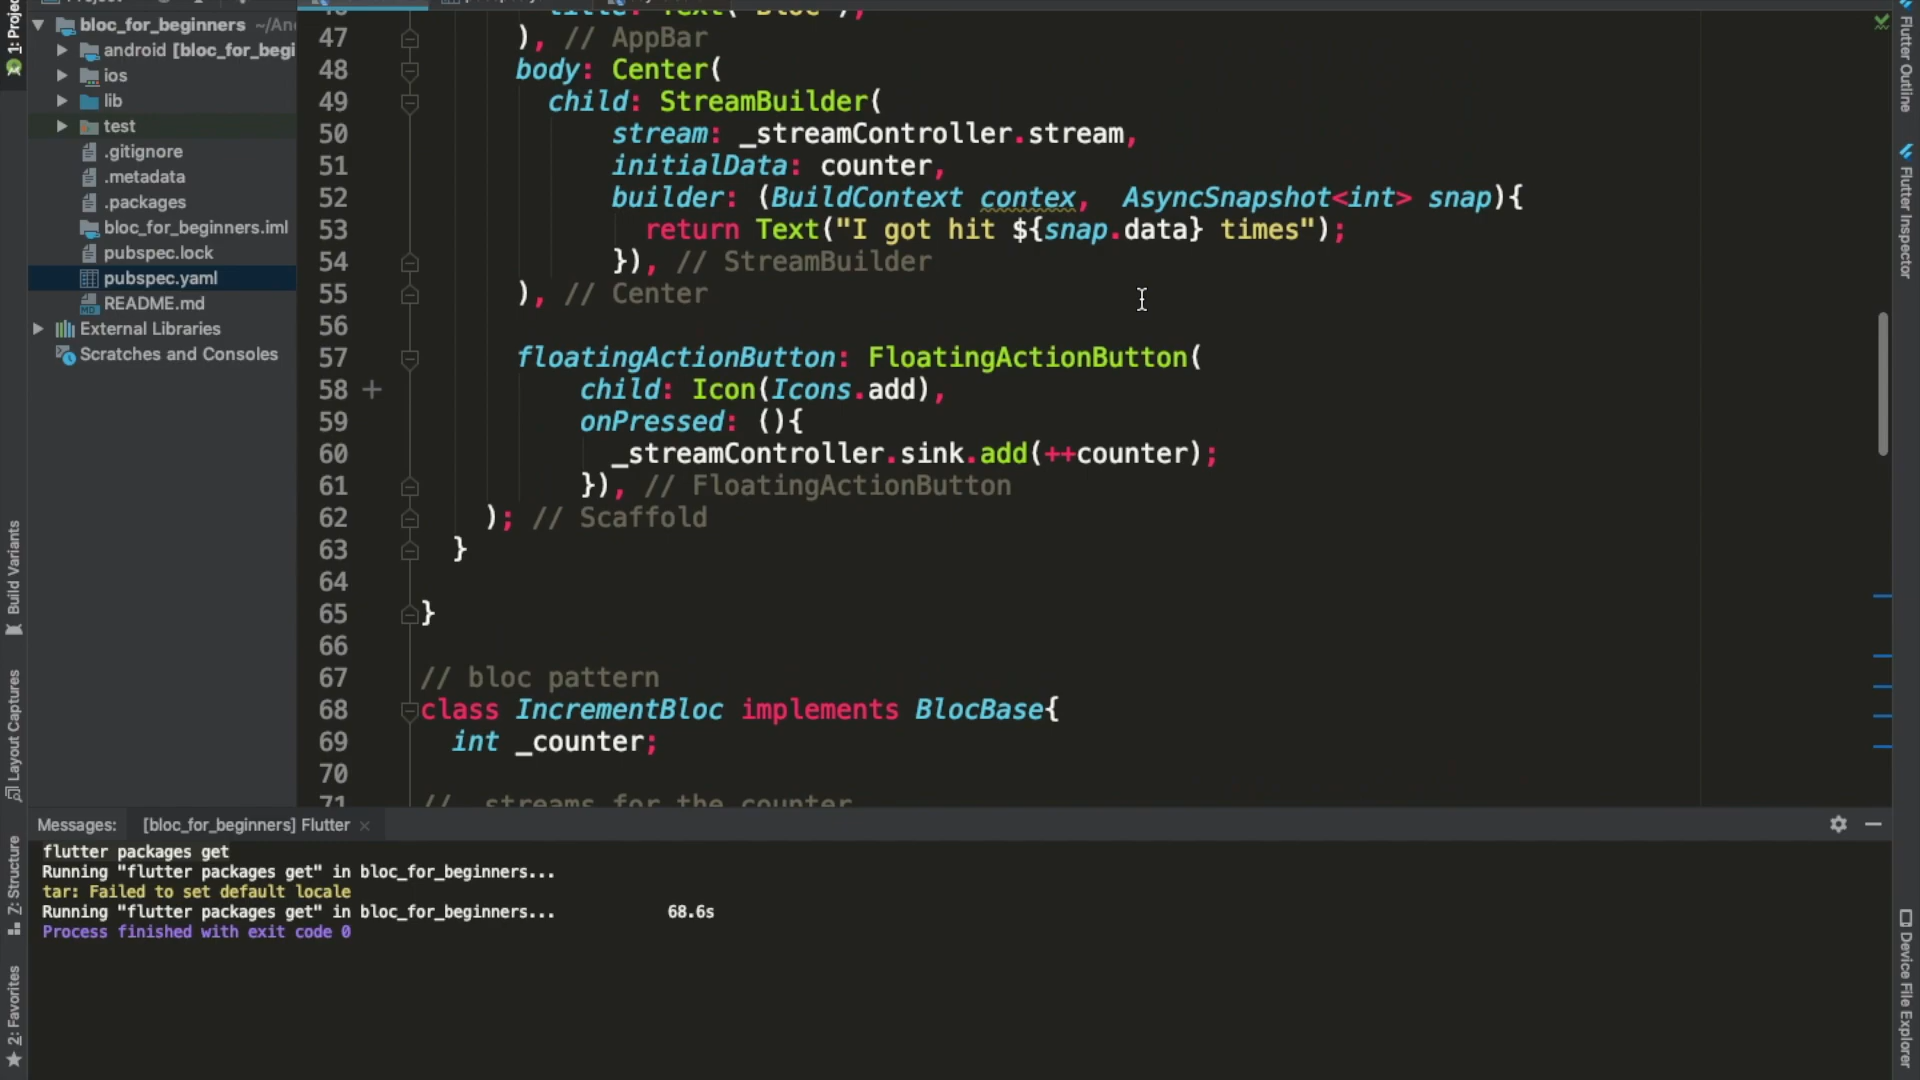 1: Project
bloc_for_beginners ~/An
android [bloc_for_begi
ios
lib
test
.gitignore
.metadata
.packages
bloc_for_beginners.iml
pubspec.lock
pubspec.yaml
README.md
External Libraries
Scratches and Consoles
Build Variants
Layout Captures
Z: Structure
2: Favorites
title: Text("Bloc"),
47 ), // AppBar
48 body: Center(
49 child: StreamBuilder(
50 stream: _streamController.stream,
51 initialData: counter,
52 builder: (BuildContext contex, AsyncSnapshot<int> snap){
53 return Text("I got hit ${snap.data} times");
54 }), // StreamBuilder
55 ), // Center
56
57 floatingActionButton: FloatingActionButton(
58 child: Icon(Icons.add),
59 onPressed: (){
60 _streamController.sink.add(++counter);
61 }), // FloatingActionButton
62 ); // Scaffold
63 }
64
65 }
66
67 // bloc pattern
68 class IncrementBloc implements BlocBase{
69 int _counter;
70
71 // streams for the counter
Flutter Outline
Flutter Inspector
Device File Explorer
Messages: [bloc_for_beginners] Flutter
flutter packages get
Running "flutter packages get" in bloc_for_beginners...
tar: Failed to set default locale
Running "flutter packages get" in bloc_for_beginners... 68.6s
Process finished with exit code 0